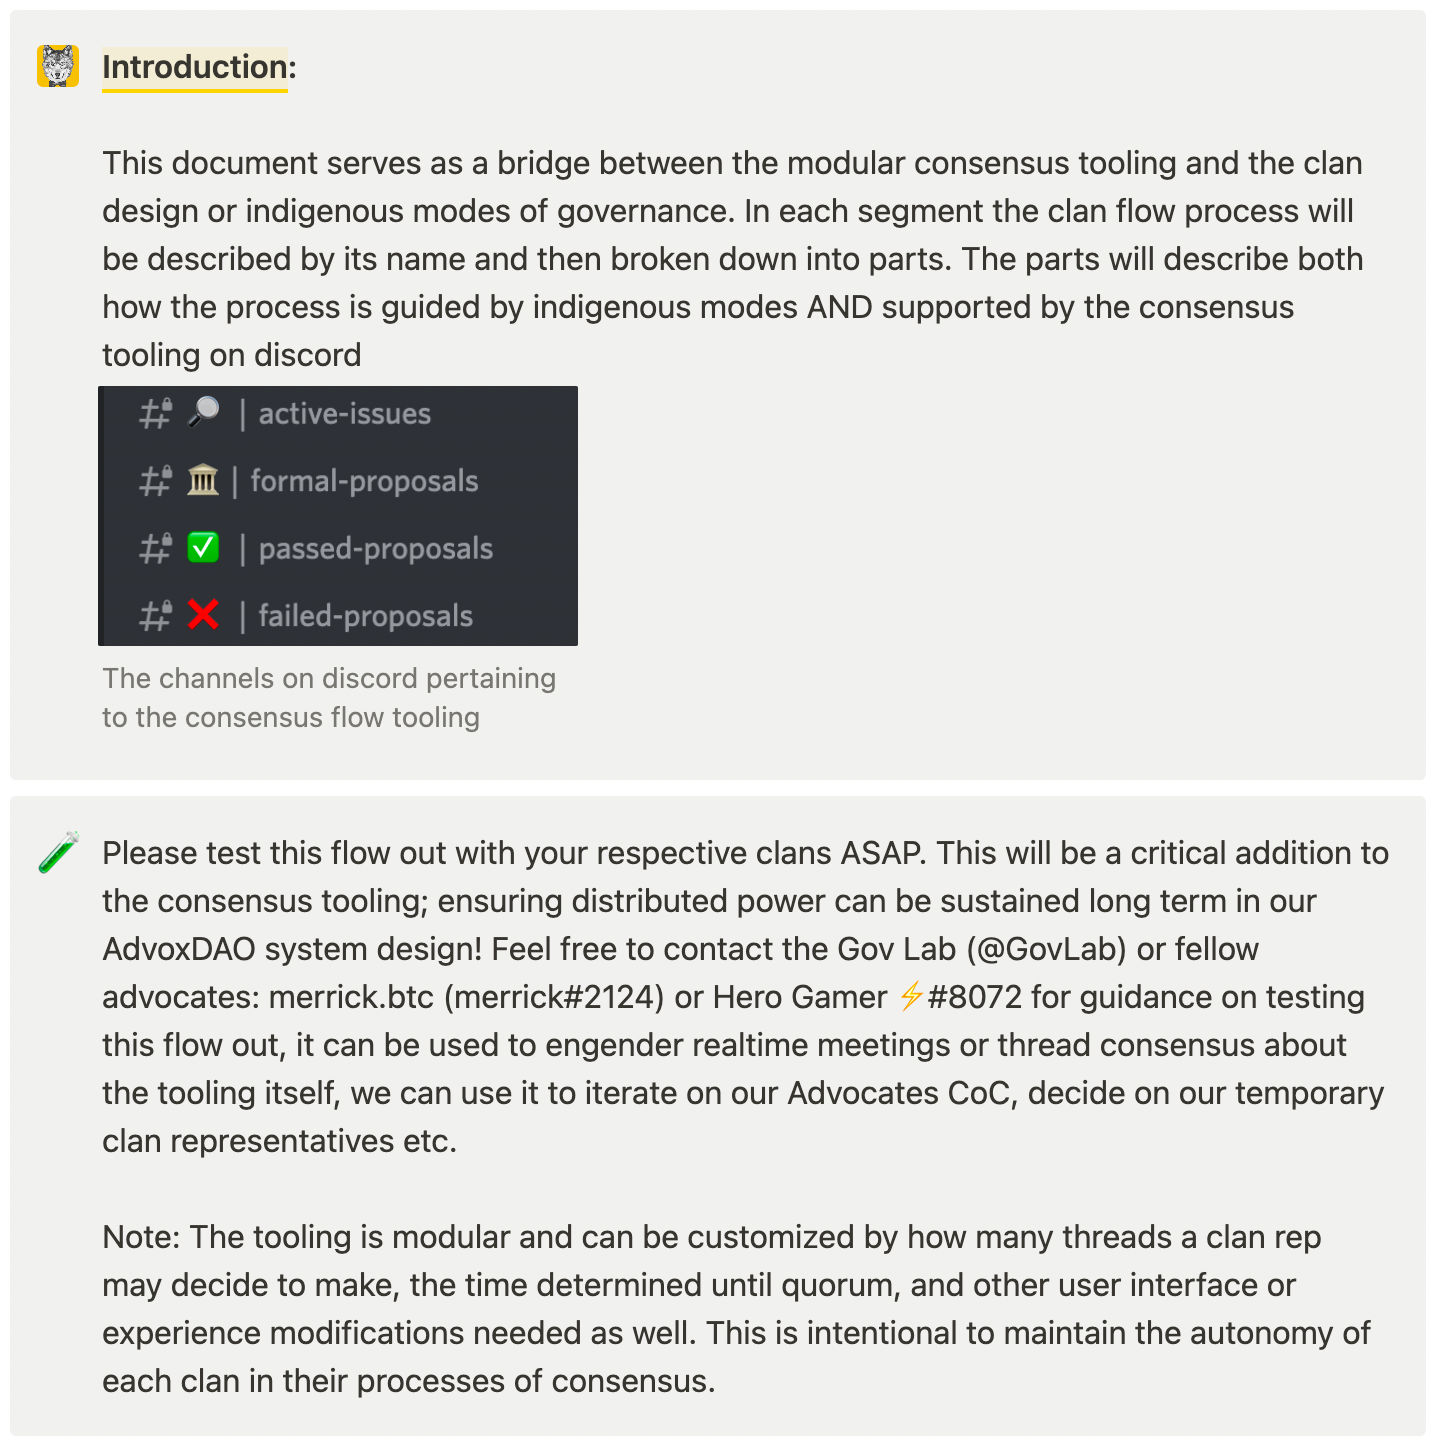 Introduction:
This document serves as a bridge between the modular consensus tooling and the clan
design or indigenous modes of governance. In each segment the clan flow process will
be described by its name and then broken down into parts. The parts will describe both
how the process is guided by indigenous modes AND supported by the consensus
tooling on discord
# 🔎 | active-issues
# 🏛️ | formal-proposals
# ✅ | passed-proposals
# ❌ | failed-proposals
The channels on discord pertaining
to the consensus flow tooling
Please test this flow out with your respective clans ASAP. This will be a critical addition to
the consensus tooling; ensuring distributed power can be sustained long term in our
AdvoxDAO system design! Feel free to contact the Gov Lab (@GovLab) or fellow
advocates: merrick.btc (merrick#2124) or Hero Gamer ⚡#8072 for guidance on testing
this flow out, it can be used to engender realtime meetings or thread consensus about
the tooling itself, we can use it to iterate on our Advocates CoC, decide on our temporary
clan representatives etc.
Note: The tooling is modular and can be customized by how many threads a clan rep
may decide to make, the time determined until quorum, and other user interface or
experience modifications needed as well. This is intentional to maintain the autonomy of
each clan in their processes of consensus.